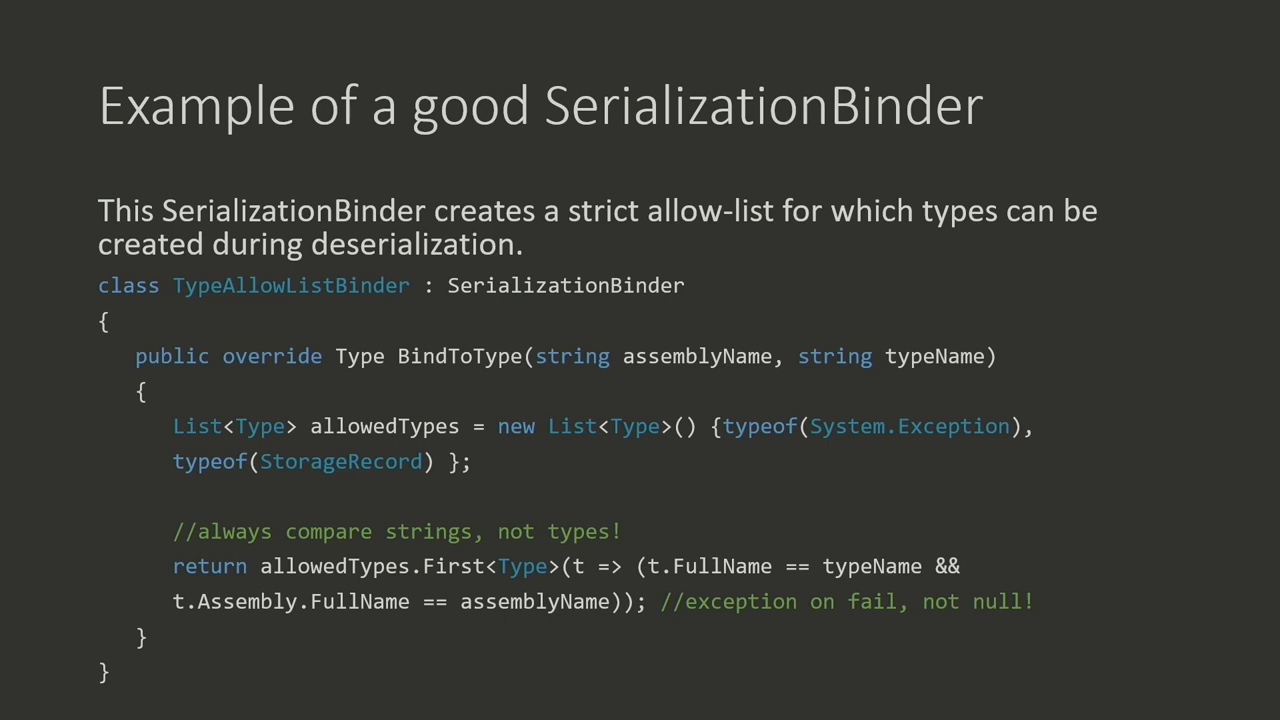 Example of a good SerializationBinder
This SerializationBinder creates a strict allow-list for which types can be
created during deserialization.
class TypeAllowListBinder : SerializationBinder
{
public override Type BindToType(string assemblyName, string typeName)
{
List<Type> allowedTypes = new List<Type>() {typeof(System.Exception),
typeof(StorageRecord) };
//always compare strings, not types!
return allowedTypes.First<Type>(t => (t.FullName == typeName &&
t.Assembly.FullName == assemblyName)); //exception on fail, not null!
}
}